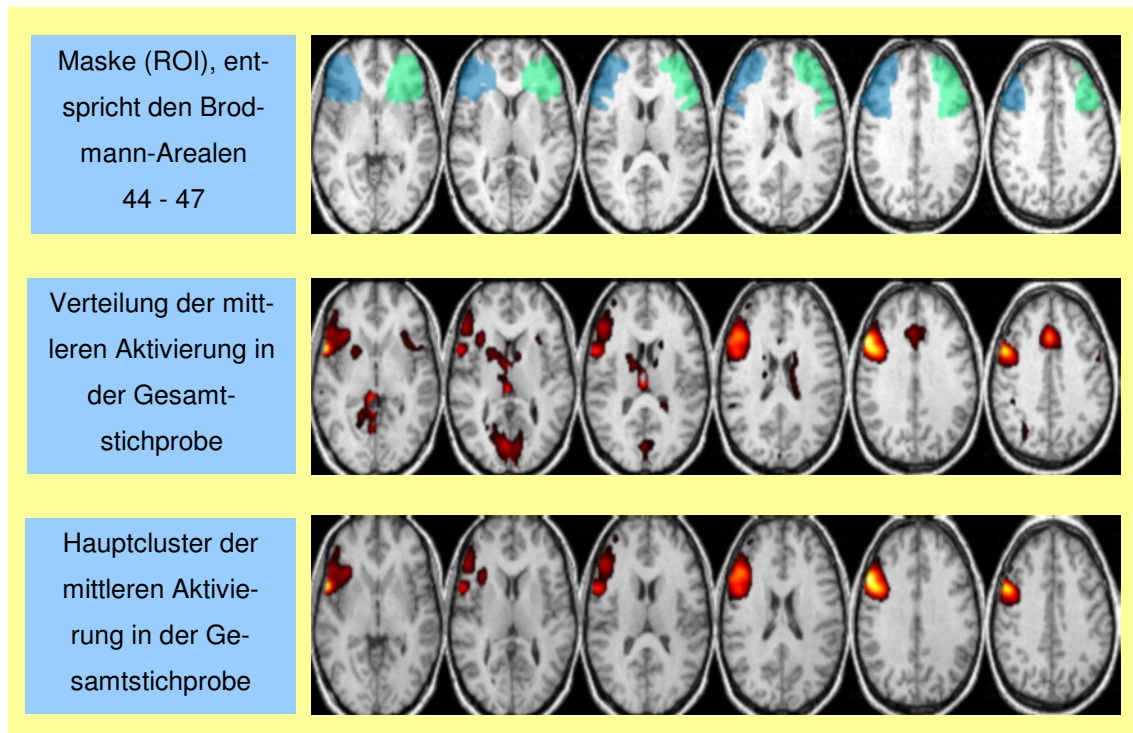 Maske (ROI), ent-
spricht den Brod-
mann-Arealen
44 - 47
Verteilung der mitt-
leren Aktivierung in
der Gesamt-
stichprobe
Hauptcluster der
mittleren Aktivie-
rung in der Ge-
samtstichprobe